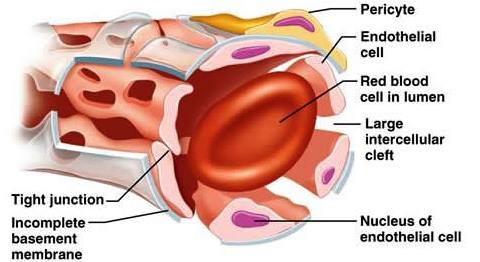 Pericyte
Endothelial
cell
Red blood
cell in lumen
Large
intercellular
cleft
Tight junction
Incomplete
basement
membrane
Nucleus of
endothelial cell